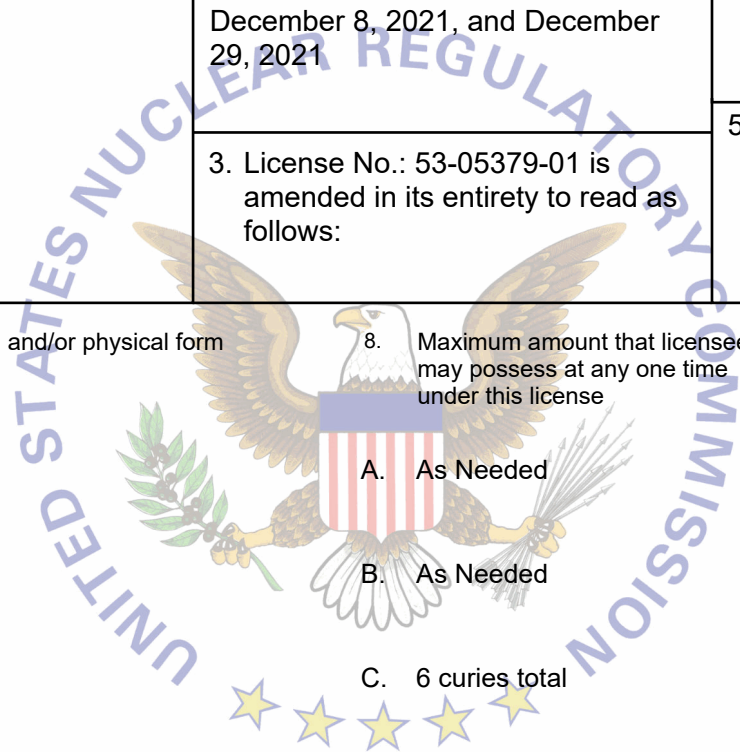 December 8, 2021, and December
29, 2021
5
3. License No.: 53-05379-01 is
amended in its entirety to read as
follows:
and/or physical form
8. Maximum amount that licensee
may possess at any one time
under this license
A. As Needed
B. As Needed
C. 6 curies total
UNITED STATES NUCLEAR REGULATORY COMMISSION